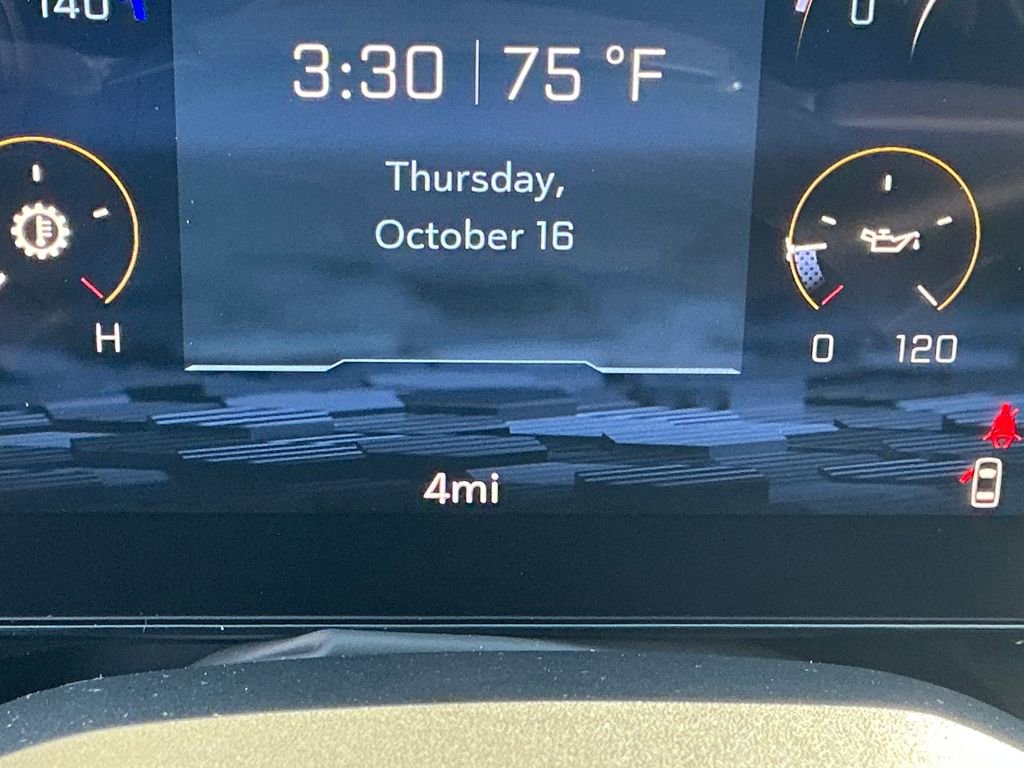 140
0
3:30 | 75 °F
Thursday,
October 16
H
0 120
4mi